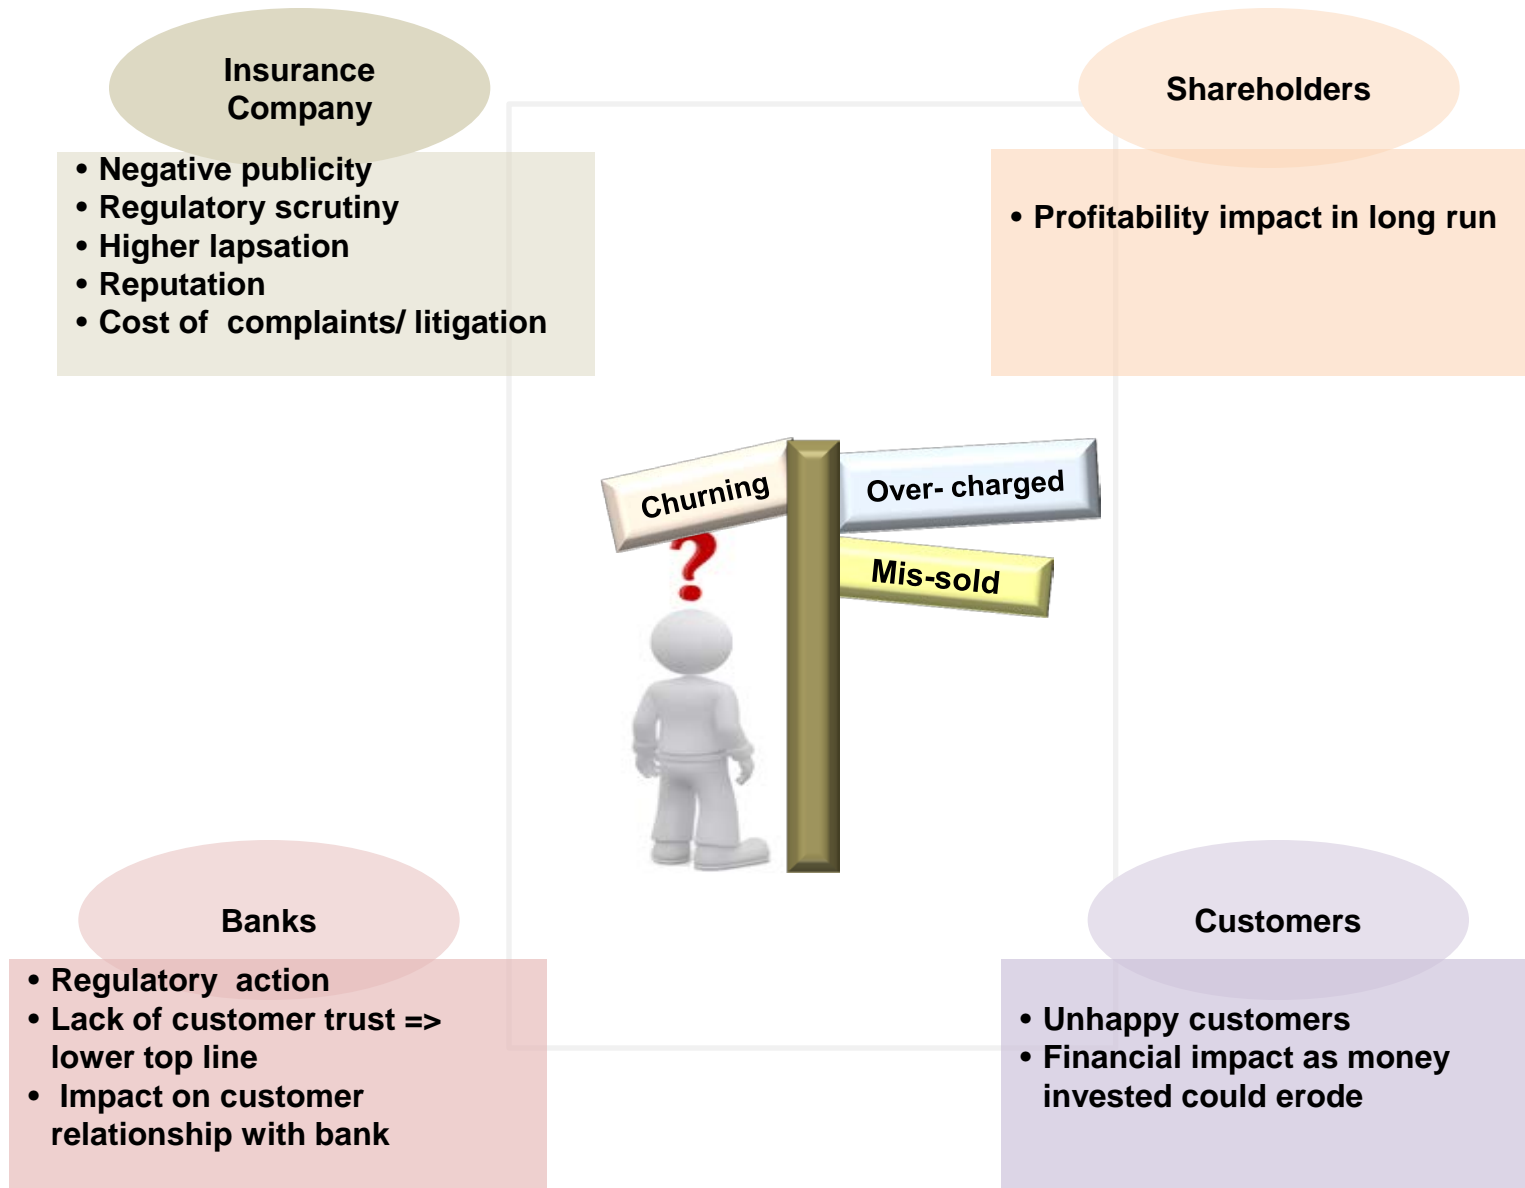 Insurance
Company
• Negative publicity
• Regulatory scrutiny
• Higher lapsation
• Reputation
• Cost of  complaints/ litigation
Shareholders
• Profitability impact in long run
Churning
Over- charged
Mis-sold
?
Banks
• Regulatory  action
• Lack of customer trust =>
lower top line
•  Impact on customer
relationship with bank
Customers
• Unhappy customers
• Financial impact as money
invested could erode